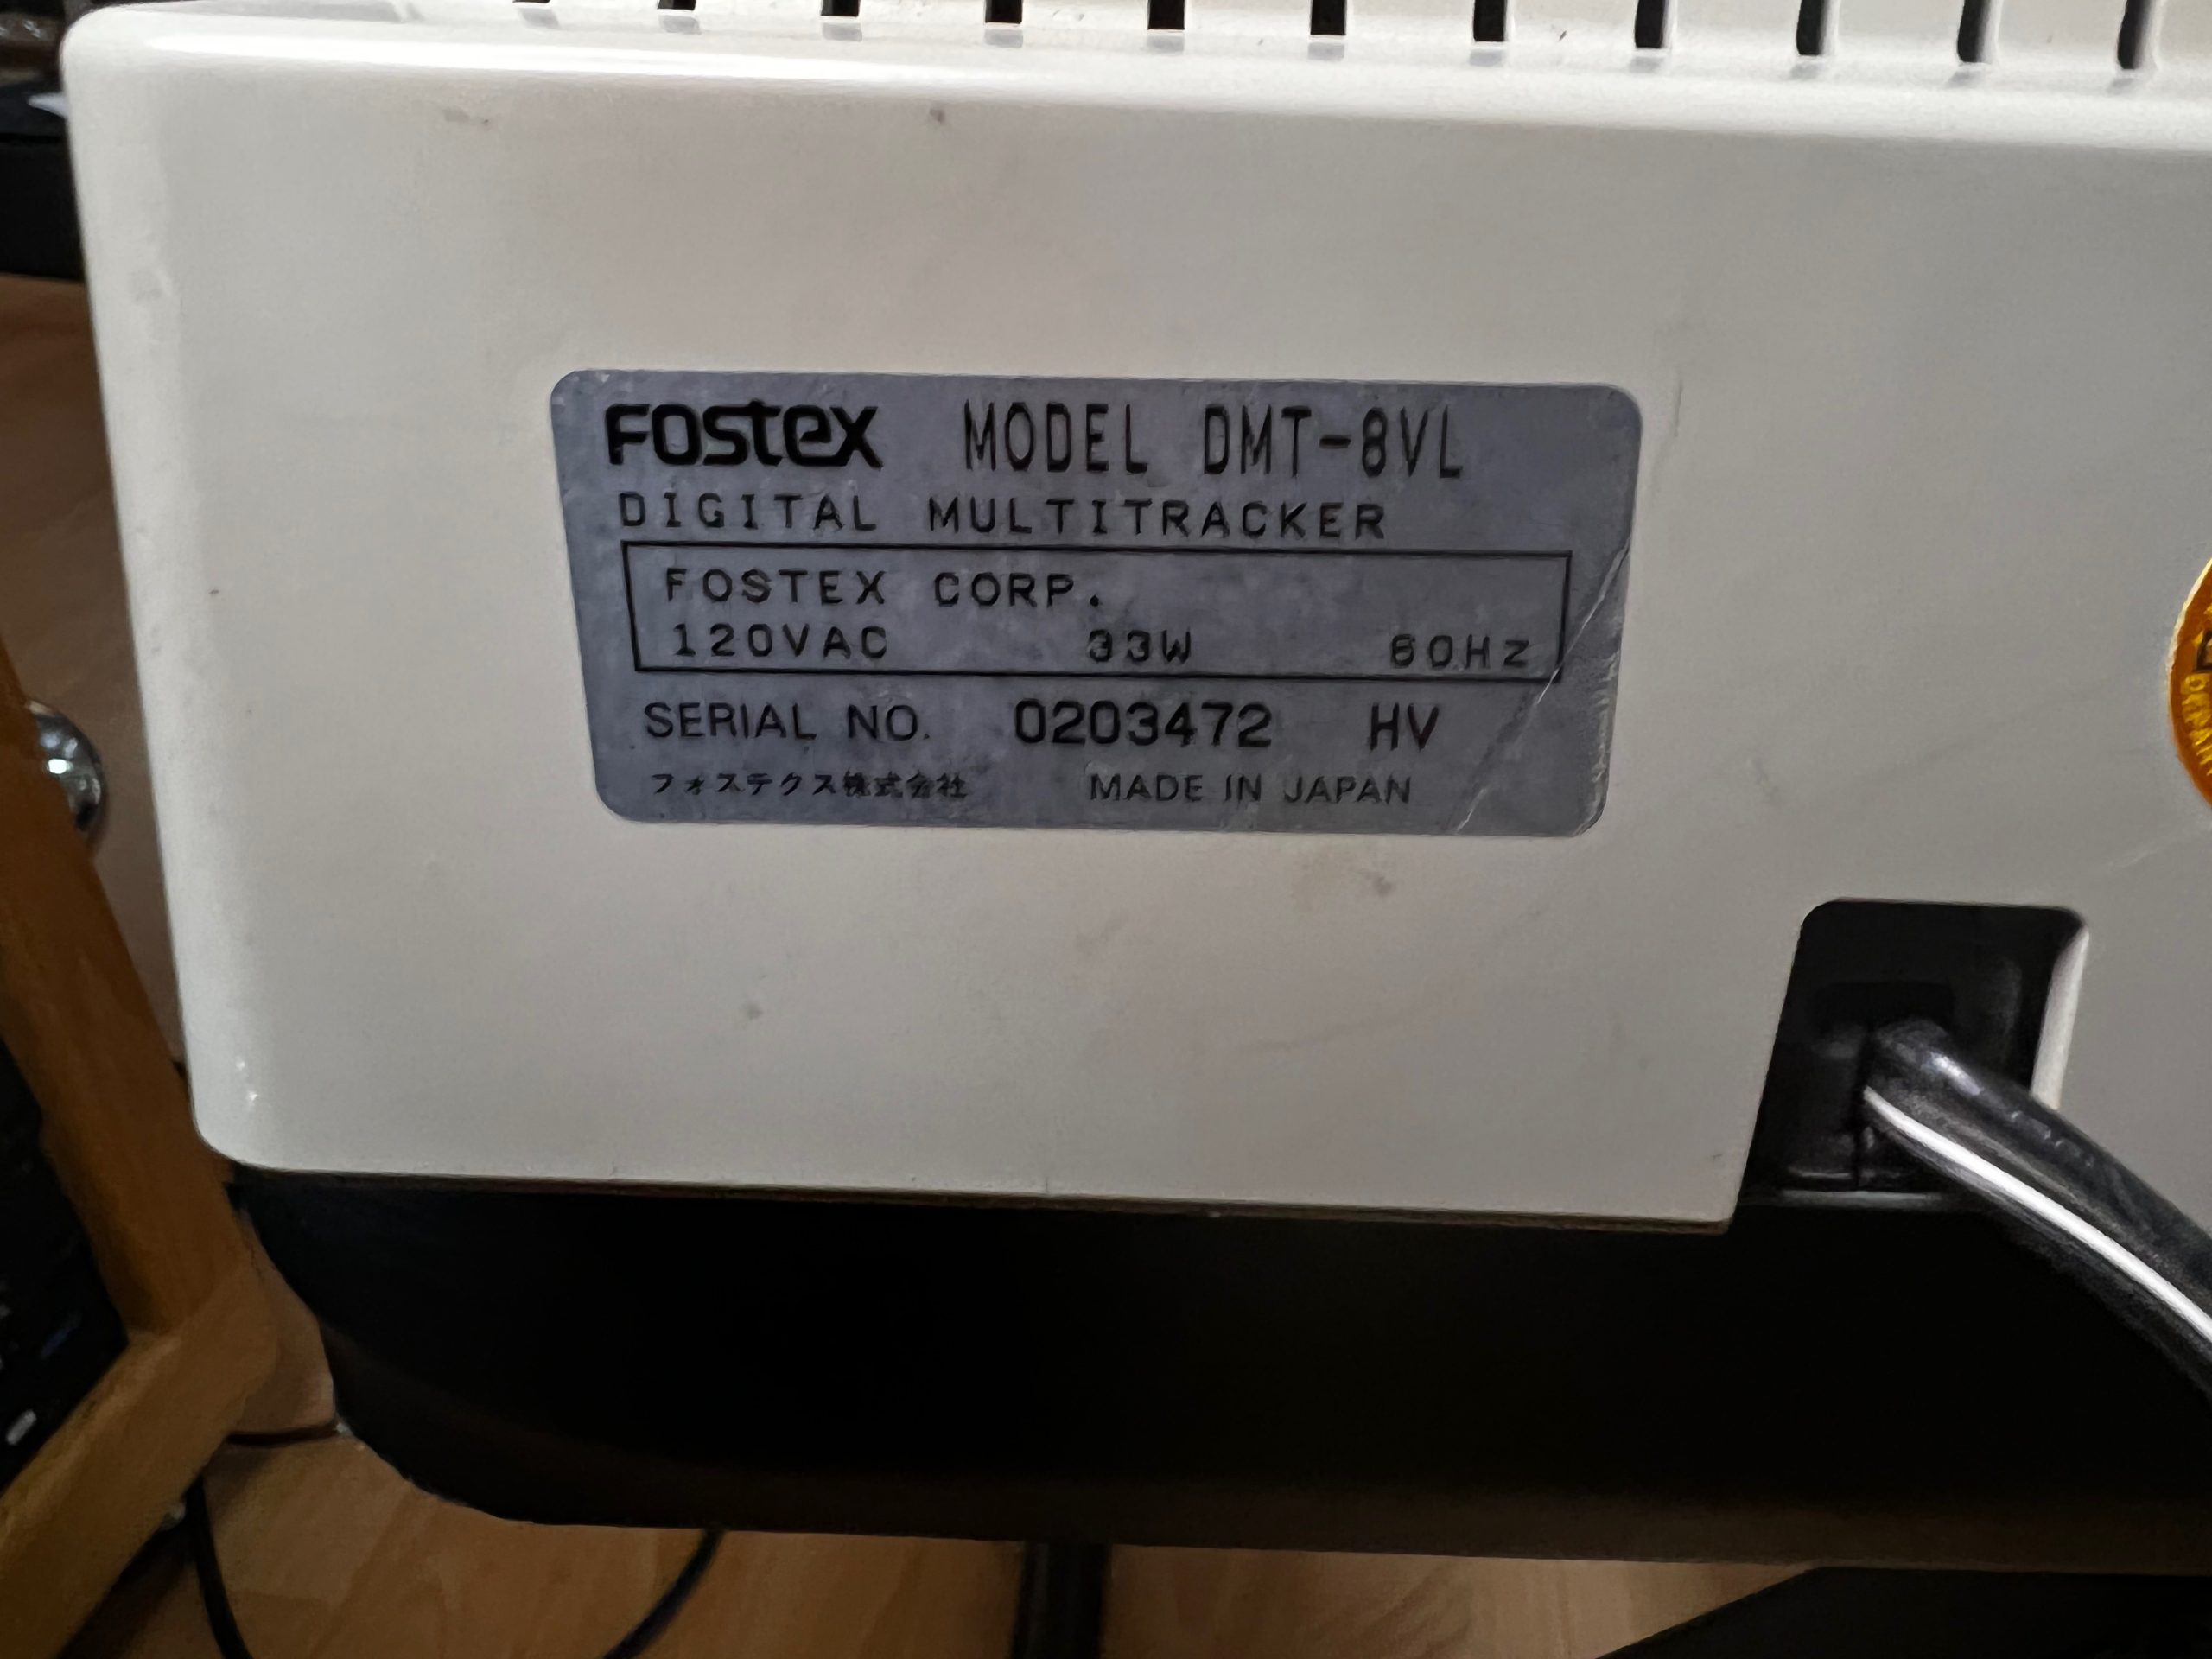 FOSTEX MODEL DMT-8VL
DIGITAL MULTITRACKER
FOSTEX CORP.
120VAC 33W 60HZ
SERIAL NO. 0203472 HV
フォステクス株式会社 MADE IN JAPAN